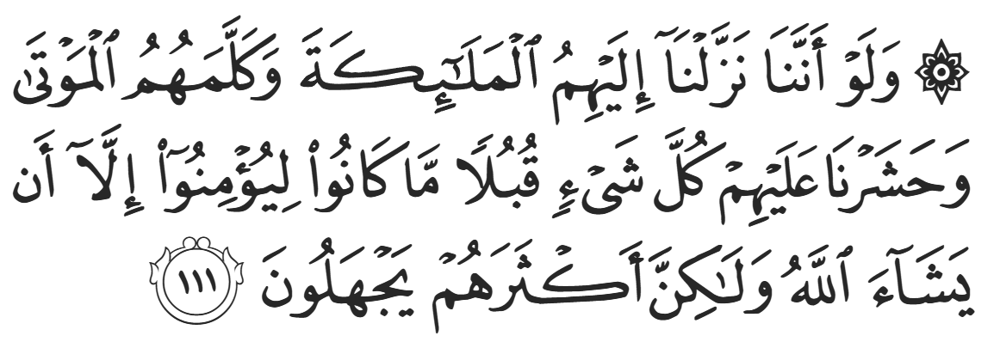 ۞ وَلَوْ أَنَّنَا نَزَّلْنَآ إِلَيْهِمُ ٱلْمَلَٰٓئِكَةَ وَكَلَّمَهُمُ ٱلْمَوْتَىٰ
وَحَشَرْنَا عَلَيْهِمْ كُلَّ شَىْءٍ قُبُلًا مَّا كَانُوا۟ لِيُؤْمِنُوٓا۟ إِلَّآ أَن
يَشَآءَ ٱللَّهُ وَلَٰكِنَّ أَكْثَرَهُمْ يَجْهَلُونَ ١١١